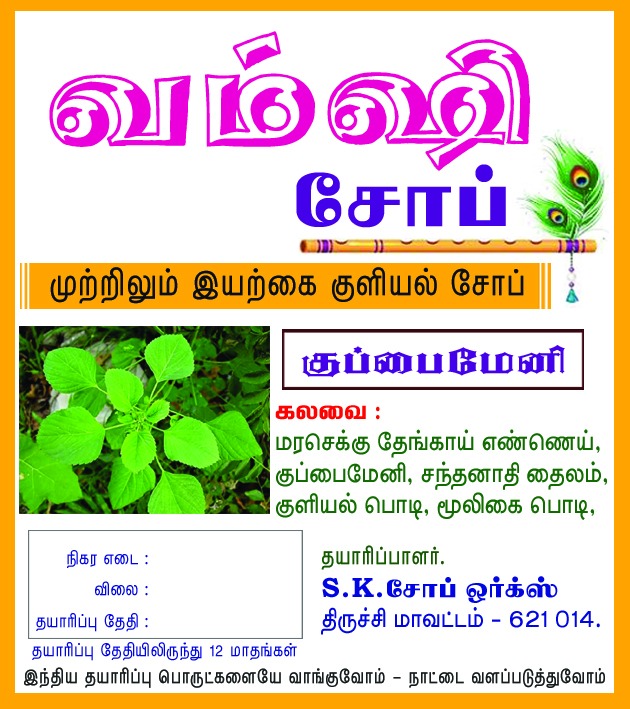 வம்ஷி
சோப்
முற்றிலும் இயற்கை குளியல் சோப்
குப்பைமேனி
கலவை :
மரசெக்கு தேங்காய் எண்ணெய்,
குப்பைமேனி, சந்தனாதி தைலம்,
குளியல் பொடி, மூலிகை பொடி,
நிகர எடை :
விலை :
தயாரிப்பு தேதி :
தயாரிப்பு தேதியிலிருந்து 12 மாதங்கள்
தயாரிப்பாளர்.
S.K.சோப் ஒர்க்ஸ்
திருச்சி மாவட்டம் - 621 014.
இந்திய தயாரிப்பு பொருட்களையே வாங்குவோம் - நாட்டை வளப்படுத்துவோம்